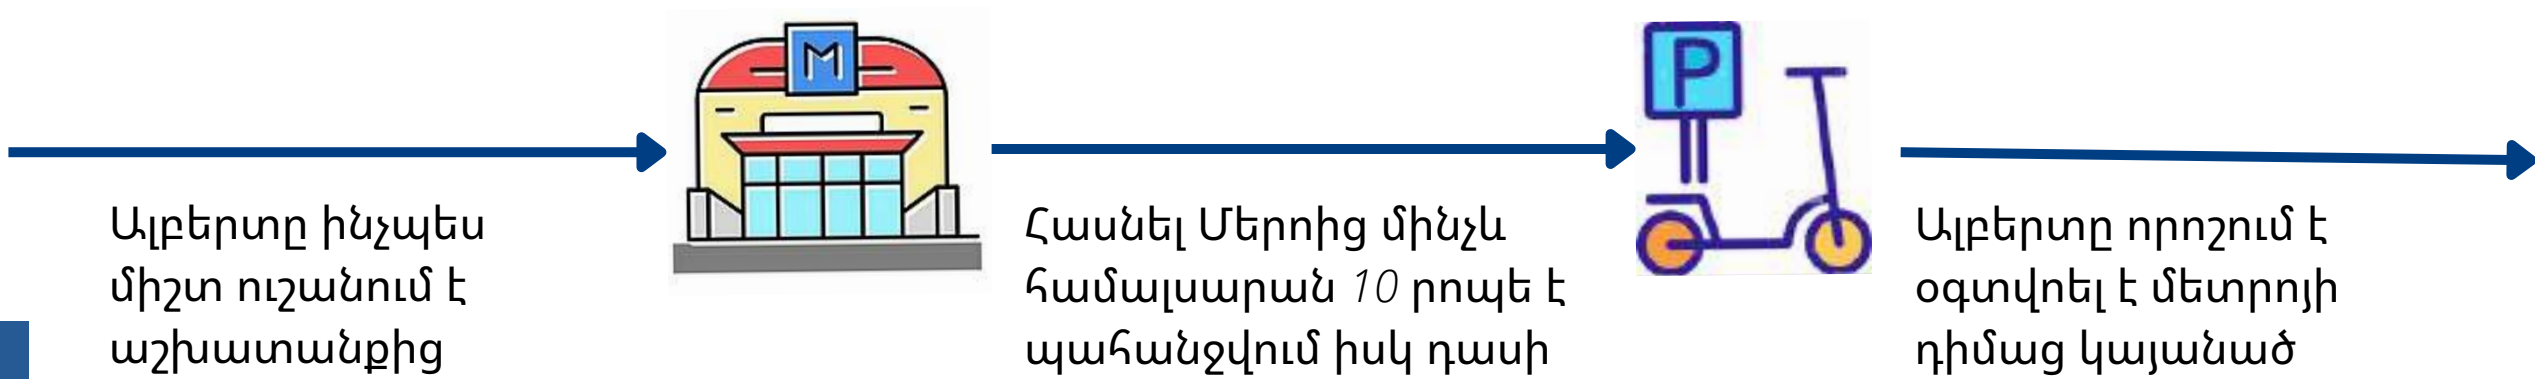 M
P
Ալբերտը ինչպես
միշտ ուշանում է
աշխատանքից
Հասնել Մերոից մինչև
համալսարան 10 րոպե է
պահանջվում իսկ դասի
Ալբերտը որոշում է
օգտվոել է մետրոյի
դիմաց կայանած